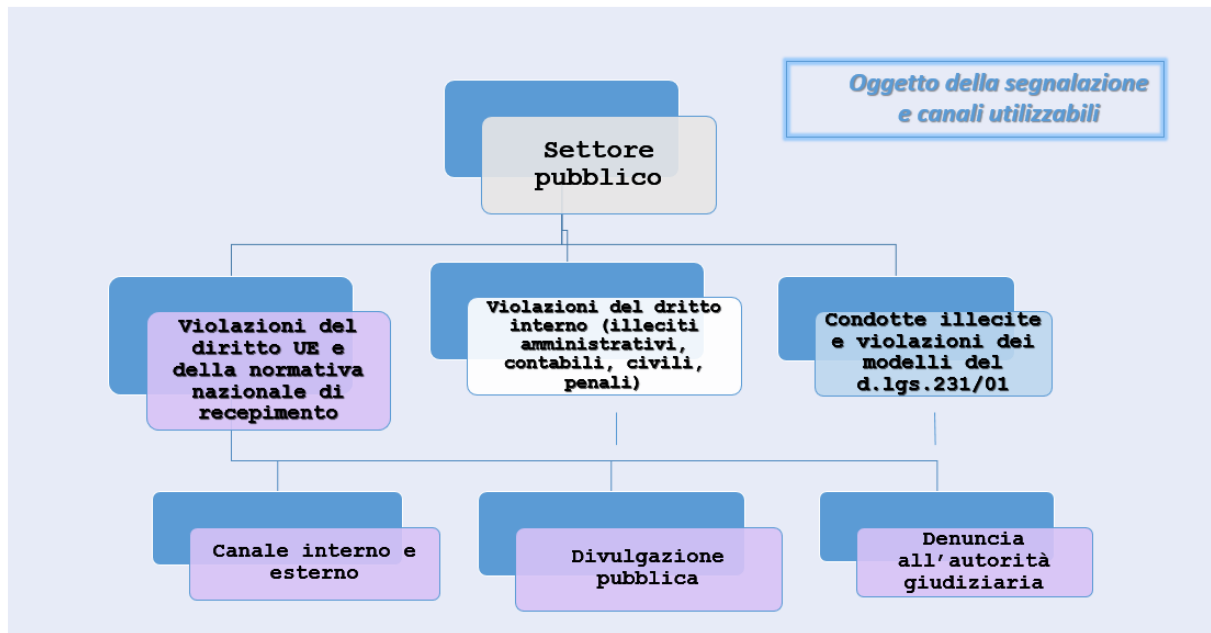 Oggetto della segnalazione
e canali utilizzabili
Settore
pubblico
Violazioni del
diritto UE e
della normativa
nazionale di
recepimento
Violazioni del dritto
interno (illeciti
amministrativi,
contabili, civili,
penali)
Condotte illecite
e violazioni dei
modelli del
d.lgs.231/01
Canale interno e
esterno
Divulgazione
pubblica
Denuncia
all’autorità
giudiziaria